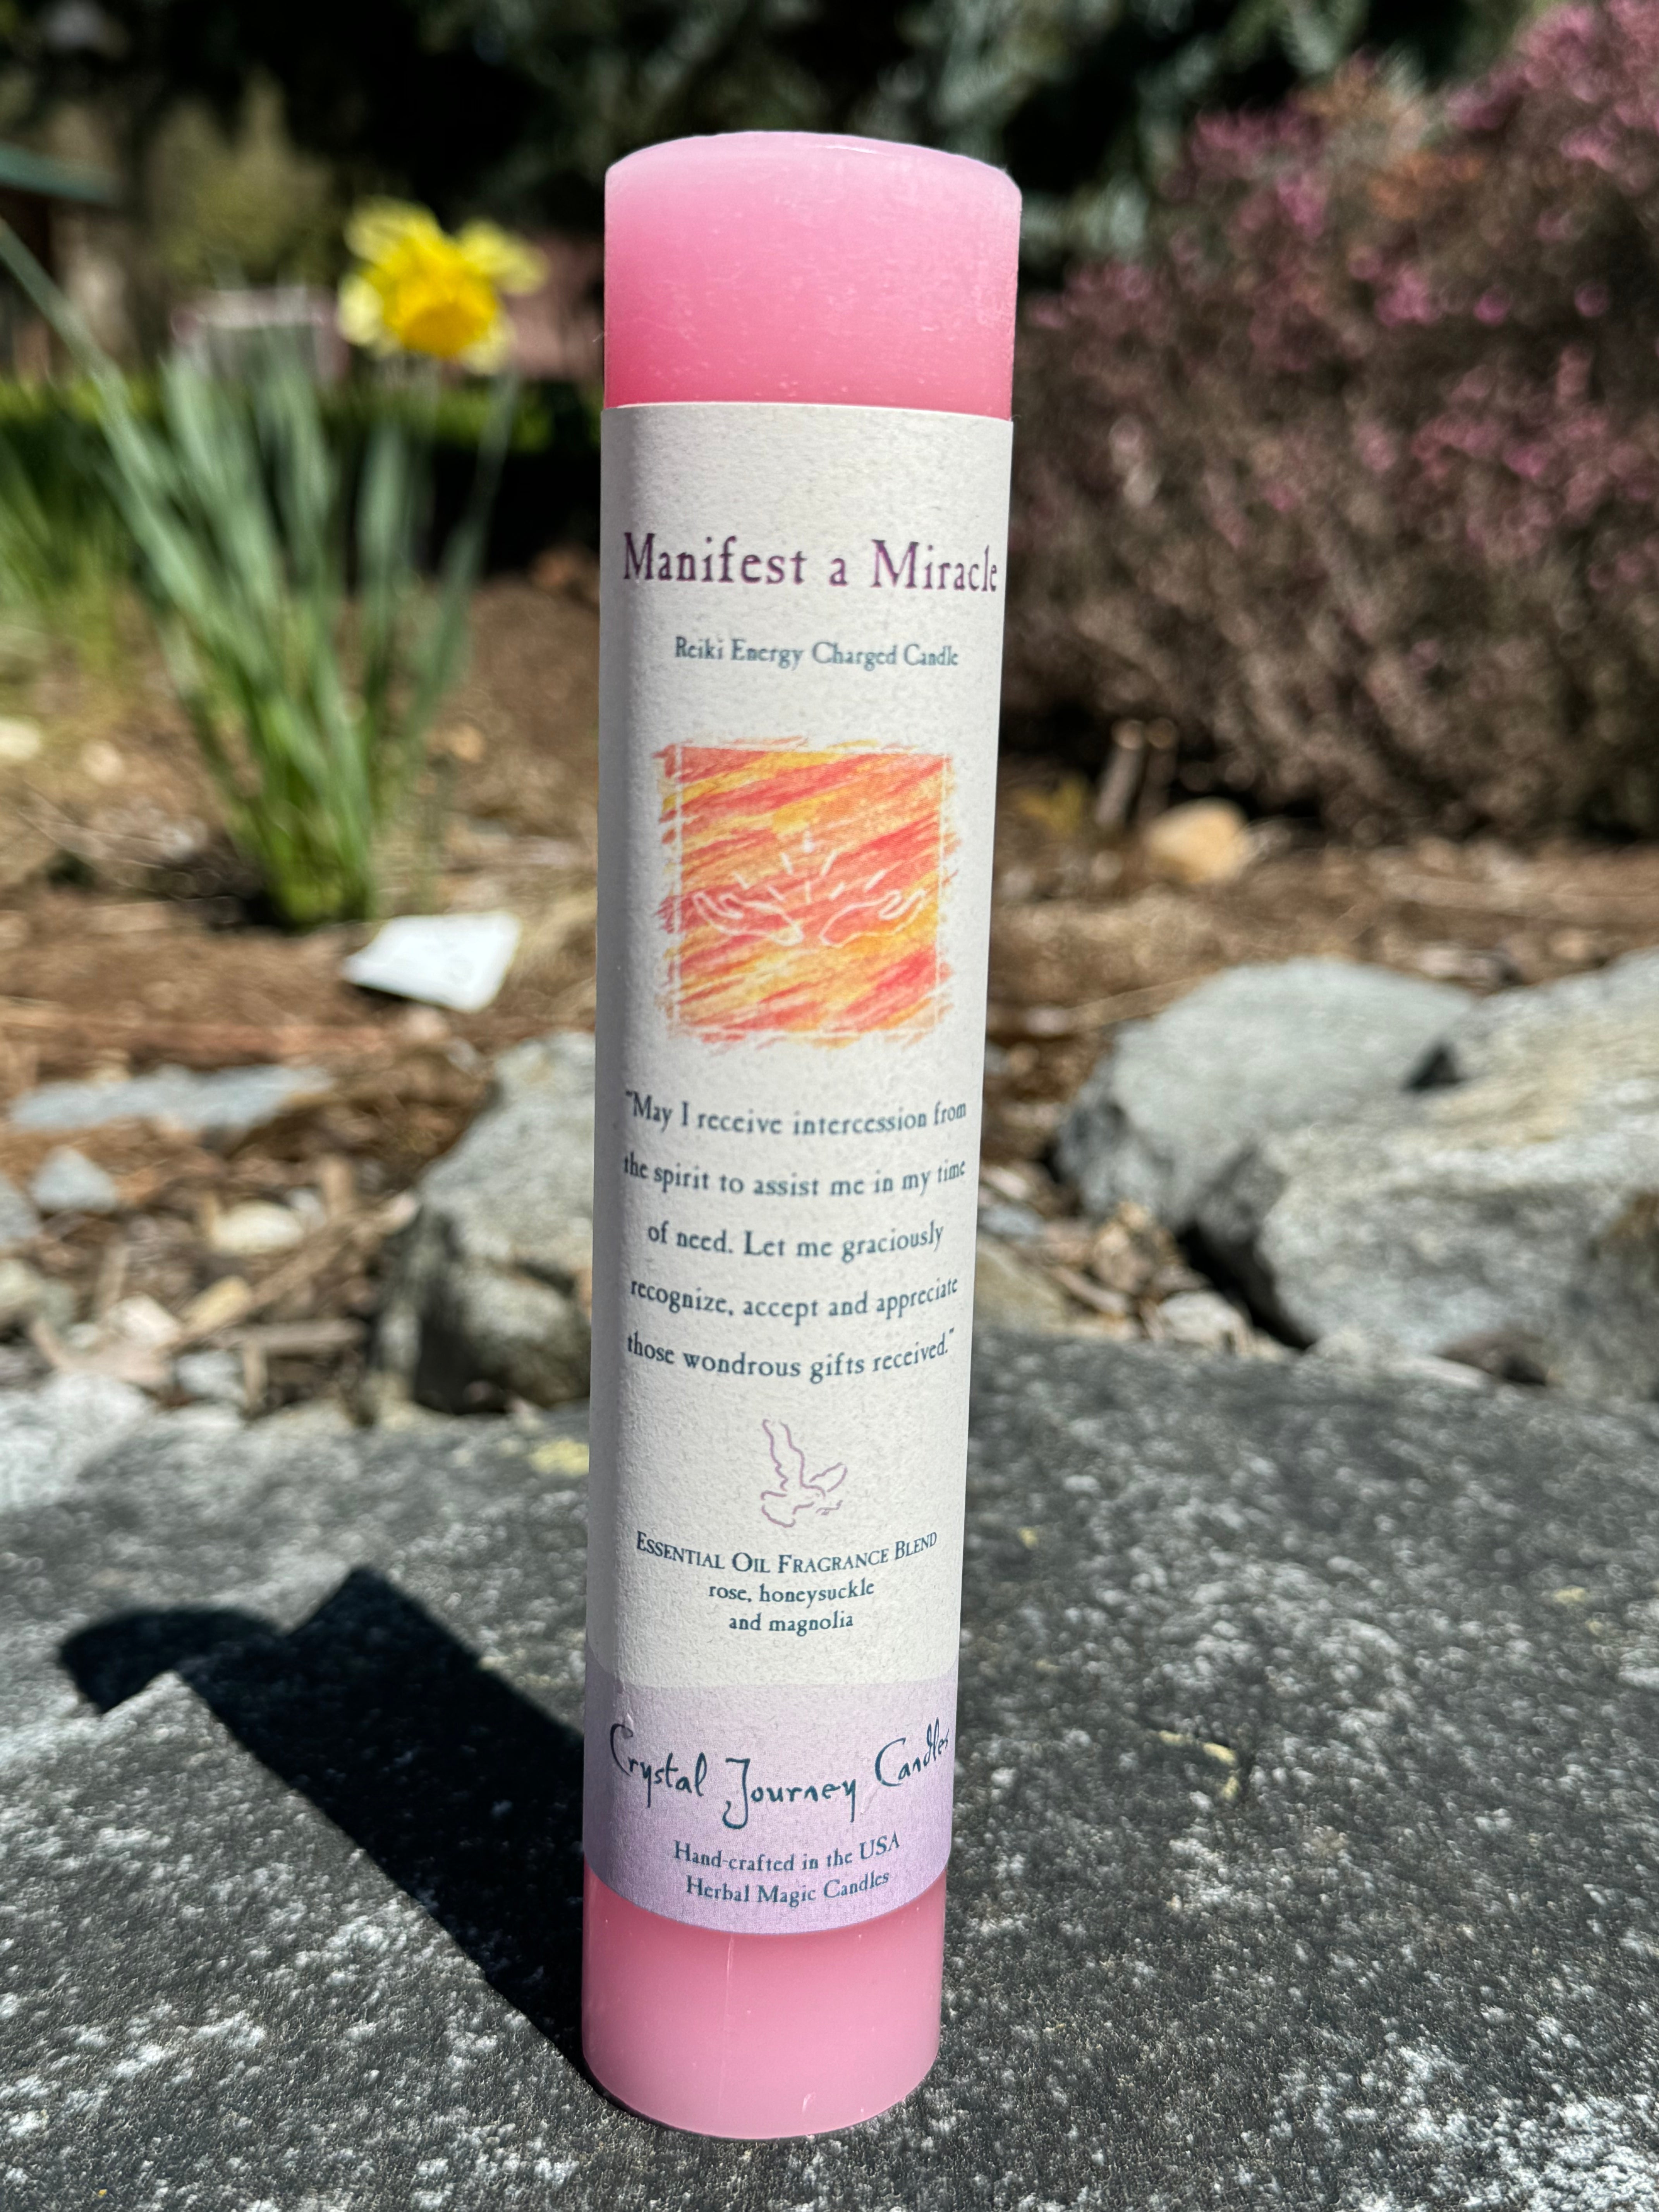 Manifest a Miracle
Reiki Energy Charged Candle
"May I receive intercession from
the spirit to assist me in my time
of need. Let me graciously
recognize, accept and appreciate
those wondrous gifts received."
ESSENTIAL OIL FRAGRANCE BLEND
rose, honeysuckle
and magnolia
Crystal Journey Candles
Hand-crafted in the USA
Herbal Magic Candles